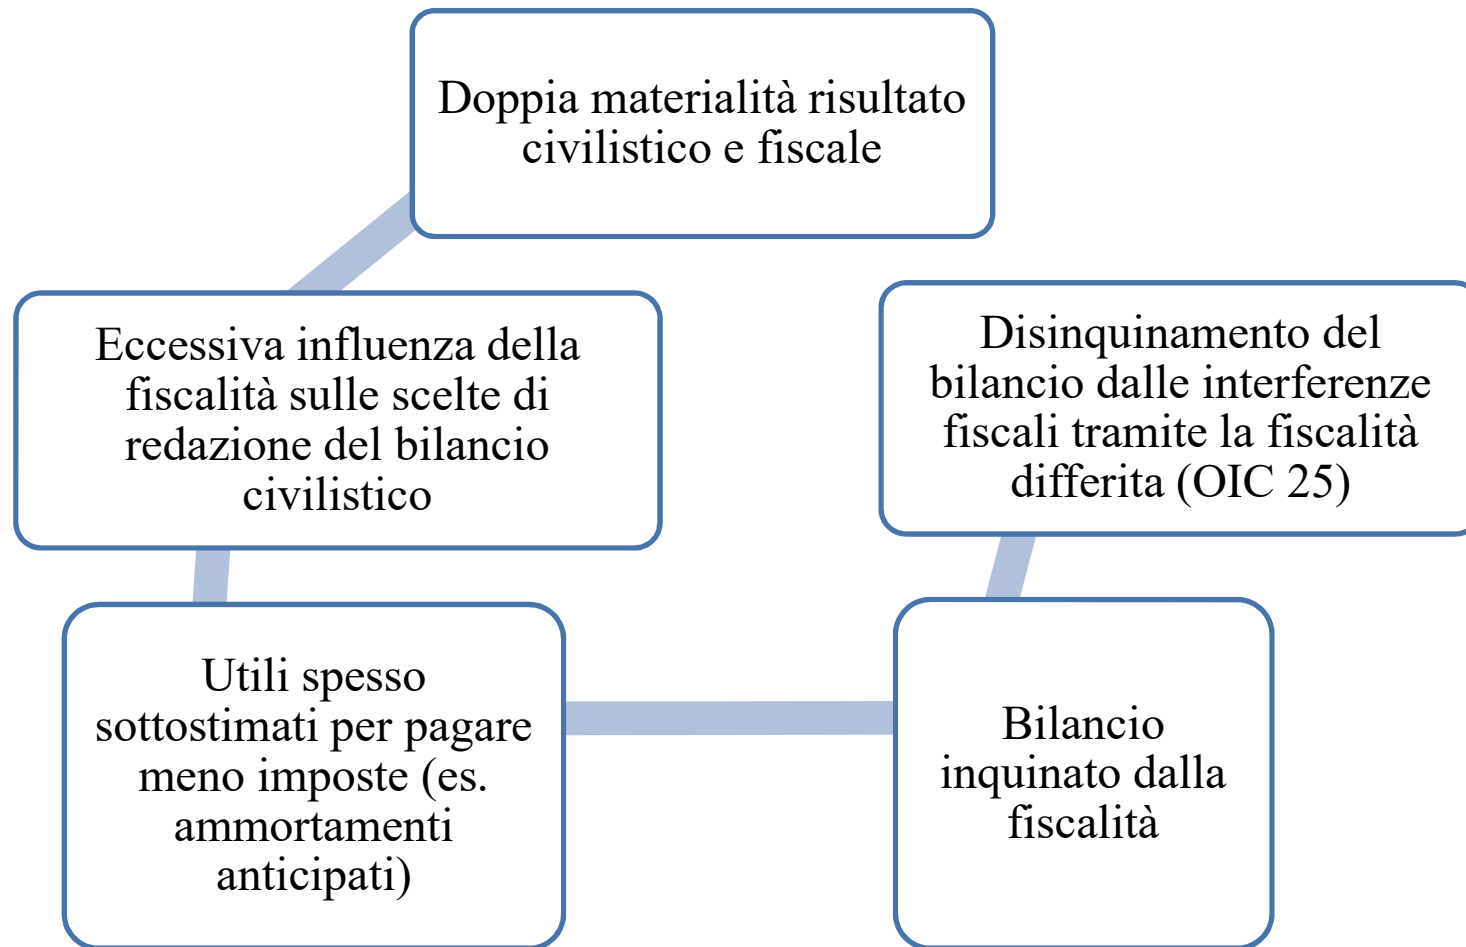 Doppia materialità risultato
civilistico e fiscale
Eccessiva influenza della
fiscalità sulle scelte di
redazione del bilancio
civilistico
Utili spesso
sottostimati per pagare
meno imposte (es.
ammortamenti
anticipati)
Bilancio
inquinato dalla
fiscalità
Disinquinamento del
bilancio dalle interferenze
fiscali tramite la fiscalità
differita (OIC 25)